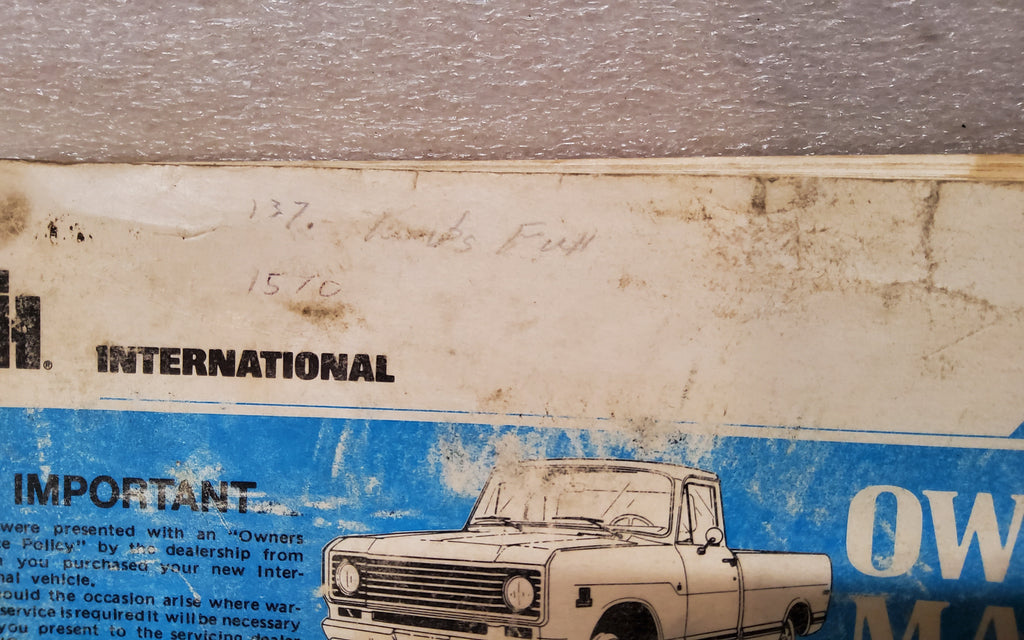 137. Tanks Full
1570
IH®
INTERNATIONAL
IMPORTANT
were presented with an "Owners
Policy" by the dealership from
you purchased your new Inter-
vehicle.
the occasion arise where war-
service is required it will be necessary
you present to the servicing dealer
OW
MA